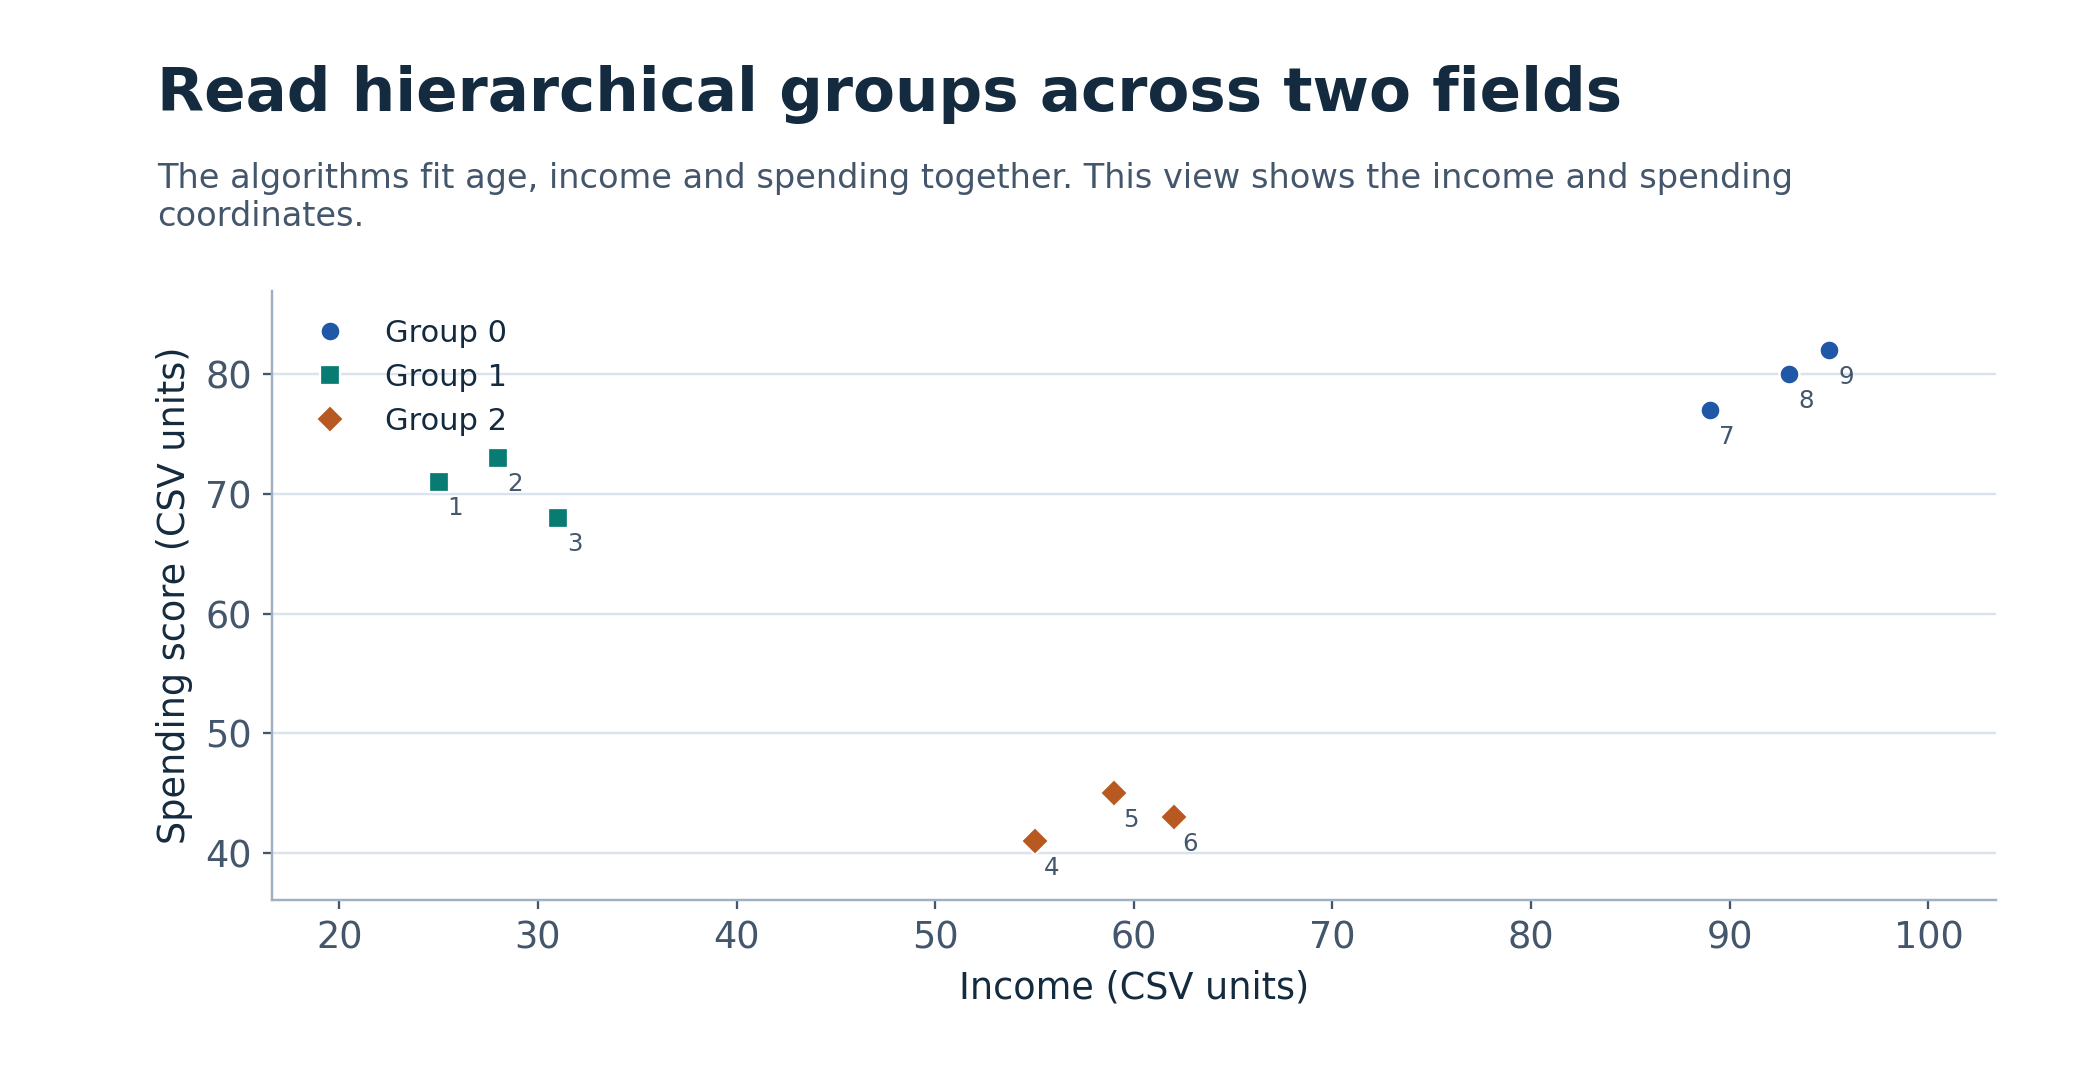 Read hierarchical groups across two fields
The algorithms fit age, income and spending together. This view shows the income and spending
coordinates.
Group 0
Group 1
Group 2
Spending score (CSV units)
80
70
60
50
40
1
2
3
4
5
6
7
8
9
20
30
40
50
60
70
80
90
100
Income (CSV units)